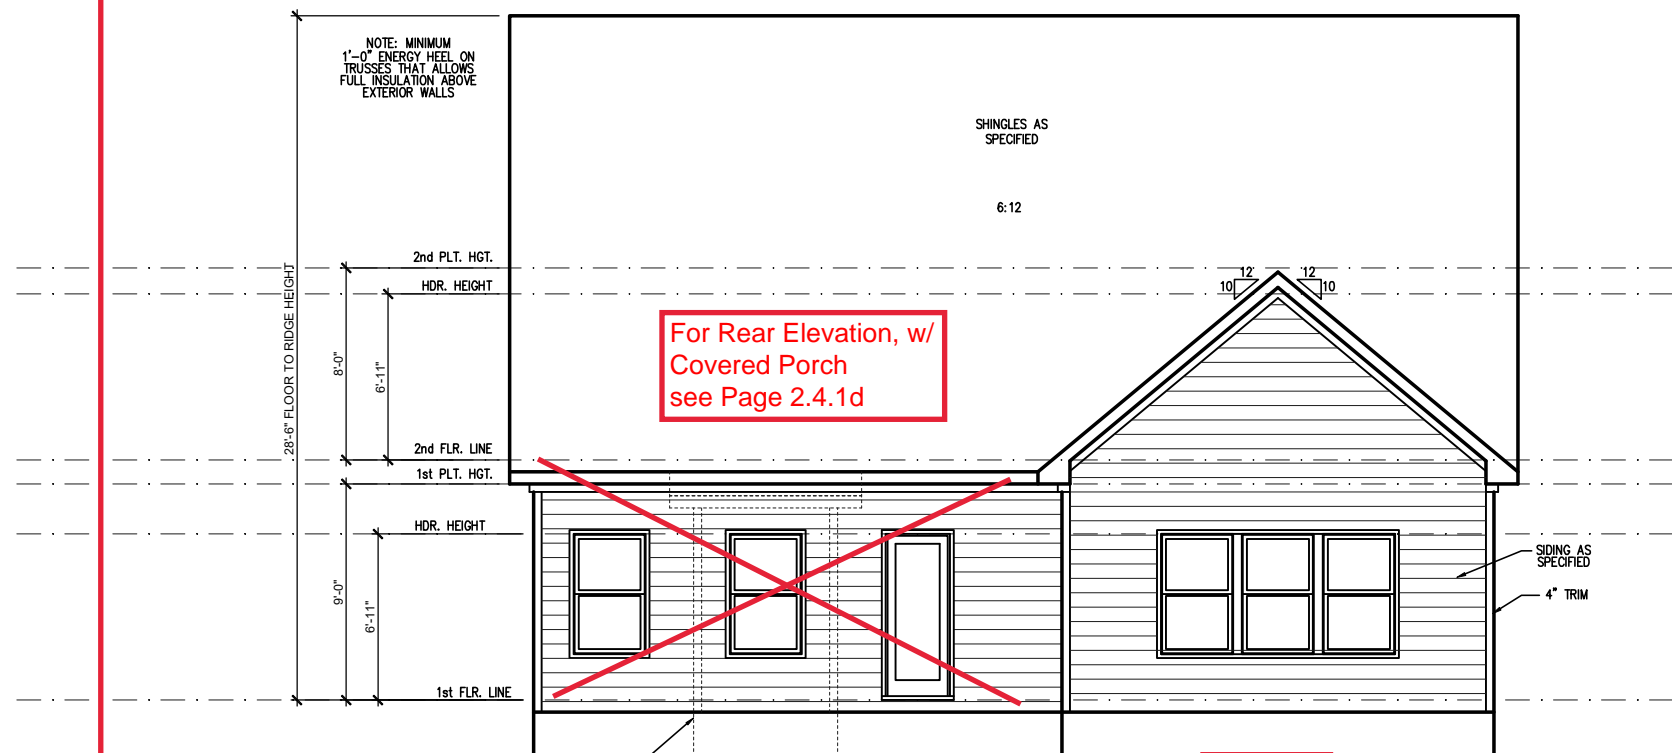 NOTE: MINIMUM
1'-0" ENERGY HEEL ON
TRUSSES THAT ALLOWS
FULL INSULATION ABOVE
EXTERIOR WALLS
SHINGLES AS
SPECIFIED
6:12
2nd PLT. HGT.
HDR. HEIGHT
12
12
10
10
28'-6" FLOOR TO RIDGE HEIGHT
8'-0"
6'-11"
For Rear Elevation, w/
Covered Porch
see Page 2.4.1d
2nd FLR. LINE
1st PLT. HGT.
HDR. HEIGHT
9'-0"
6'-11"
SIDING AS
SPECIFIED
4" TRIM
1st FLR. LINE